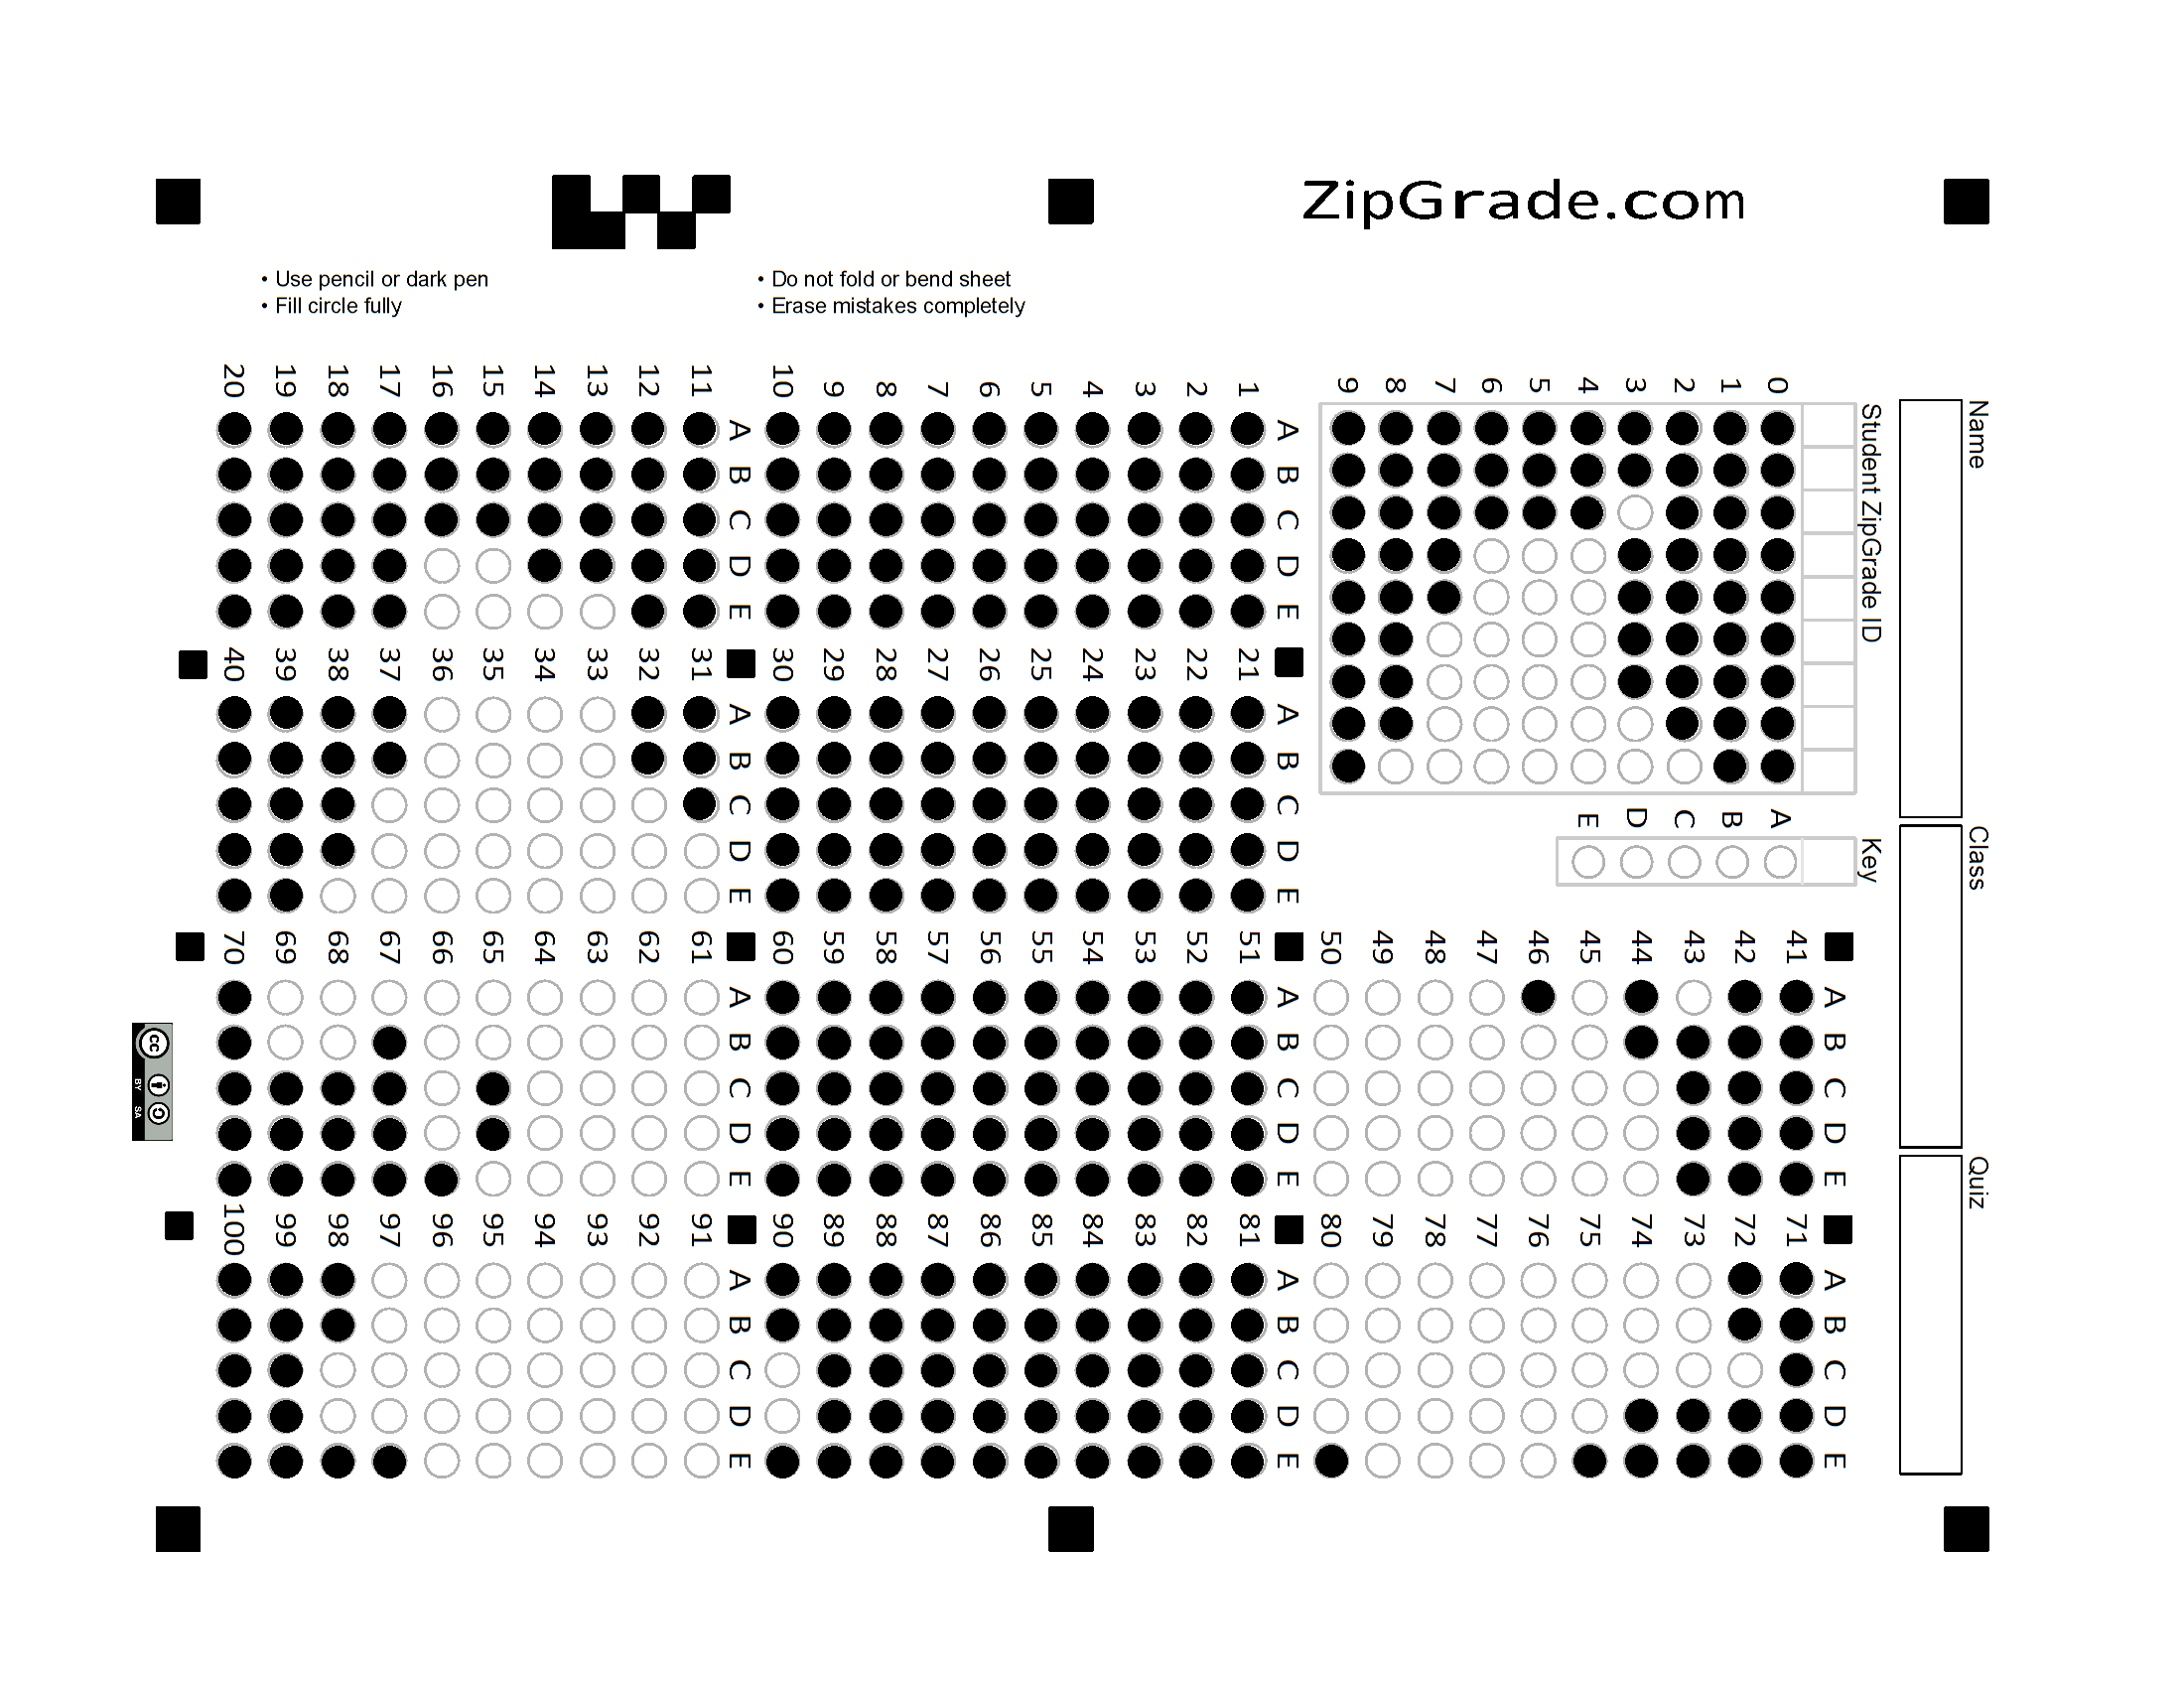 ZipGrade.com
• Use pencil or dark pen
• Fill circle fully
• Do not fold or bend sheet
• Erase mistakes completely
Name
Class
Quiz
Student ZipGrade ID
0 1 2 3 4 5 6 7 8 9
Key
A B C D E
1 2 3 4 5 6 7 8 9 10
A B C D E
11 12 13 14 15 16 17 18 19 20
A B C D E
21 22 23 24 25 26 27 28 29 30
A B C D E
31 32 33 34 35 36 37 38 39 40
A B C D E
41 42 43 44 45 46 47 48 49 50
A B C D E
51 52 53 54 55 56 57 58 59 60
A B C D E
61 62 63 64 65 66 67 68 69 70
A B C D E
71 72 73 74 75 76 77 78 79 80
A B C D E
81 82 83 84 85 86 87 88 89 90
A B C D E
91 92 93 94 95 96 97 98 99 100
A B C D E
cc
BY SA